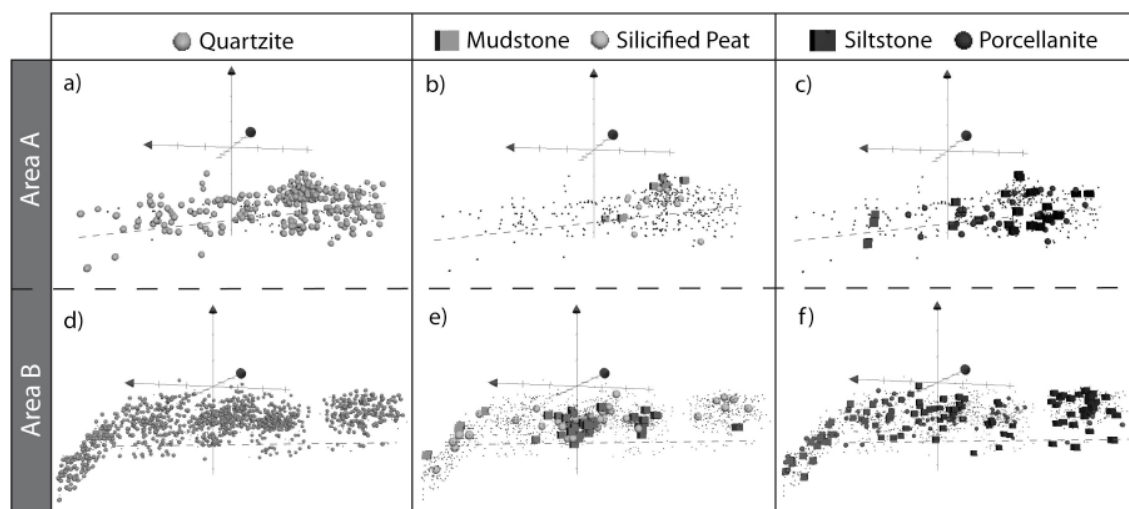 Quartzite
Mudstone Silicified Peat
Siltstone Porcellanite
Area A
a)
b)
c)
Area B
d)
e)
f)